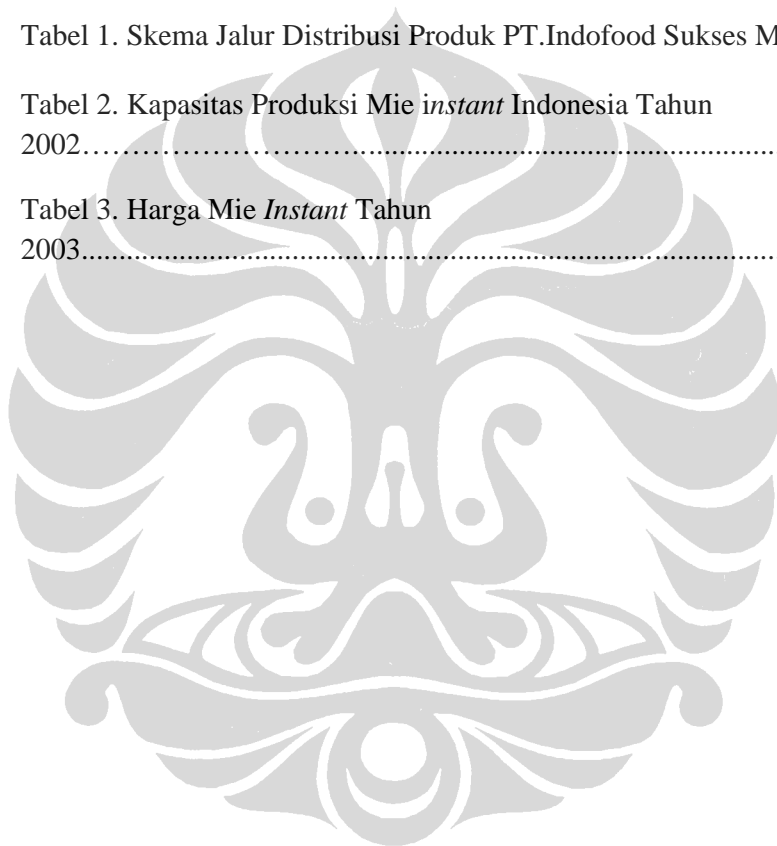 Tabel 1. Skema Jalur Distribusi Produk PT.Indofood Sukses M
Tabel 2. Kapasitas Produksi Mie instant Indonesia Tahun
2002……………………………...............................................................
Tabel 3. Harga Mie Instant Tahun
2003.............................................................................................